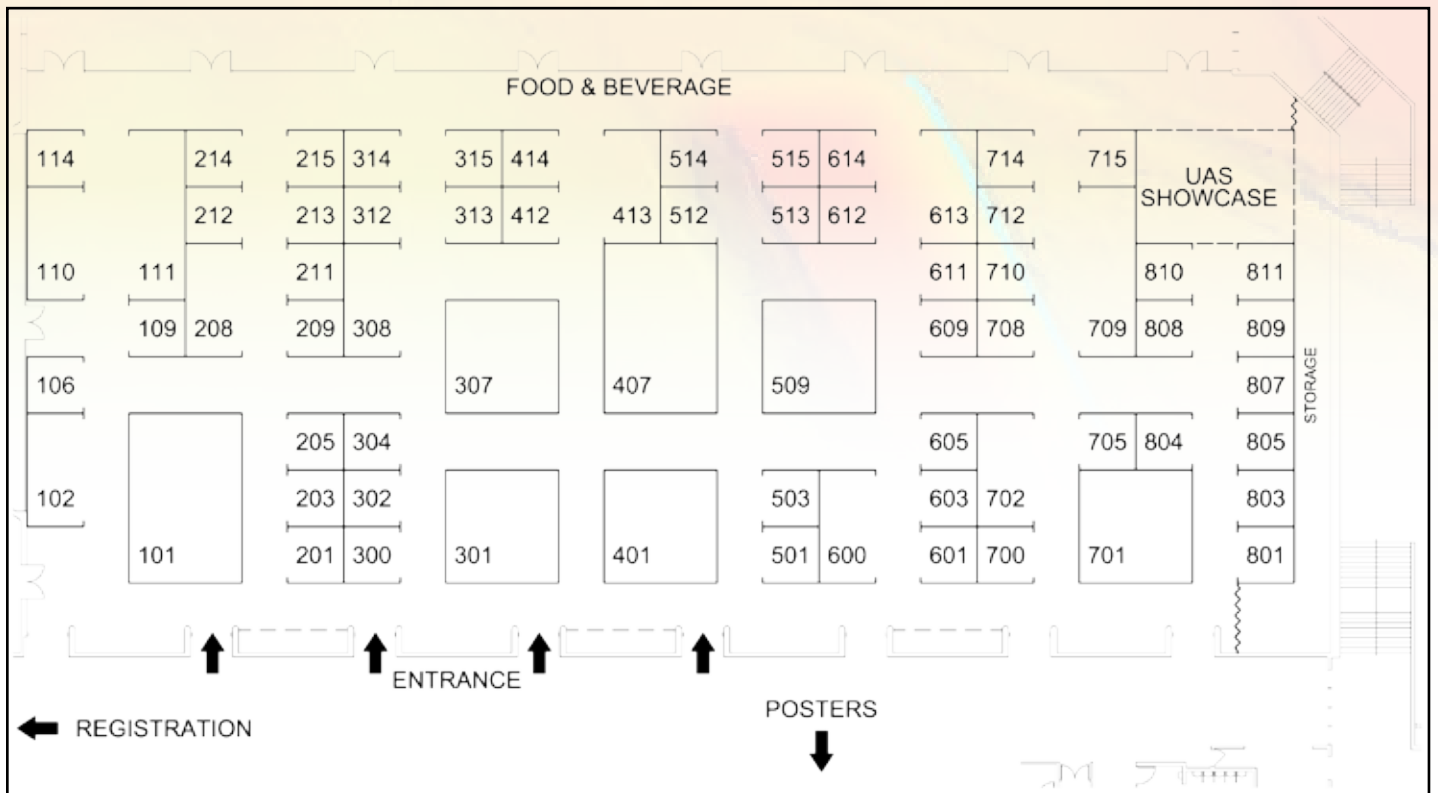 FOOD & BEVERAGE
114 214 215 314 315 414 514 515 614 714 715
UAS
SHOWCASE
212 213 312 313 412 413 512 513 612 613 712
110 111 211 611 710 810 811
109 208 209 308 609 708 709 808 809
106 307 407 509 807
STORAGE
205 304 605 705 804 805
102 203 302 503 603 702 803
101 201 300 301 401 501 600 601 700 701 801
ENTRANCE
REGISTRATION
POSTERS